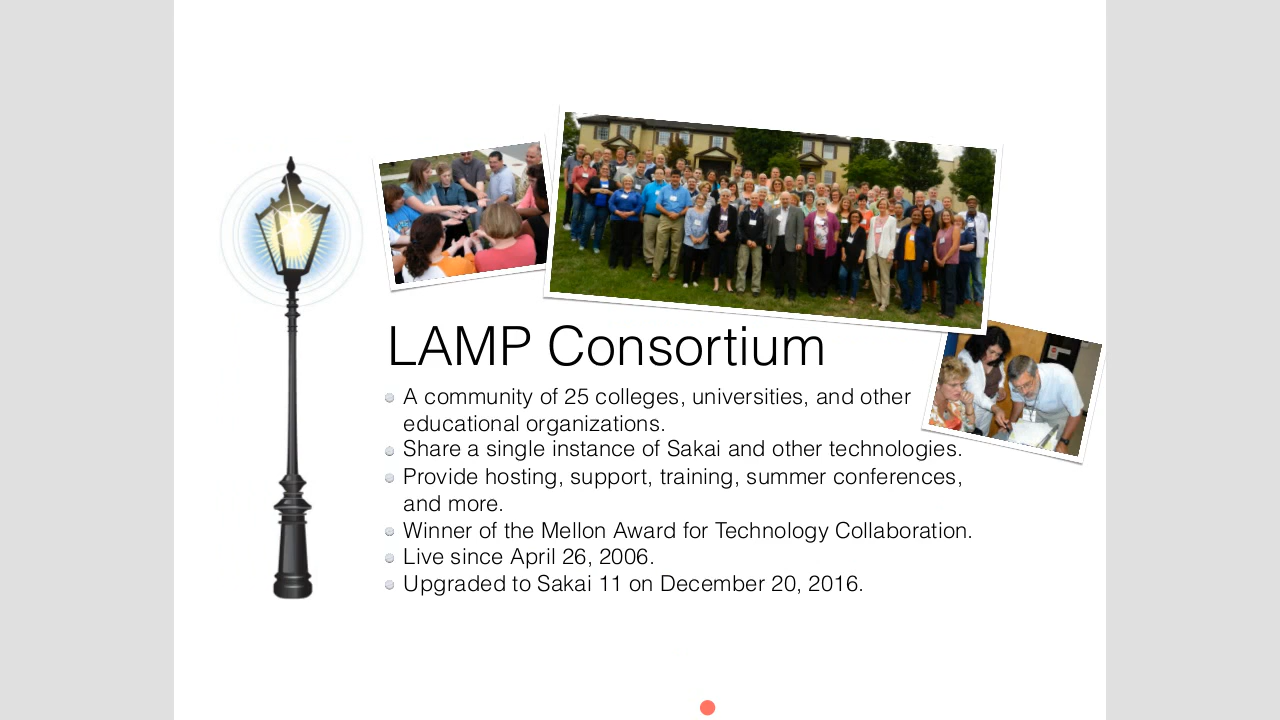 LAMP Consortium
A community of 25 colleges, universities, and other
educational organizations.
Share a single instance of Sakai and other technologies.
Provide hosting, support, training, summer conferences,
and more.
Winner of the Mellon Award for Technology Collaboration.
Live since April 26, 2006.
Upgraded to Sakai 11 on December 20, 2016.